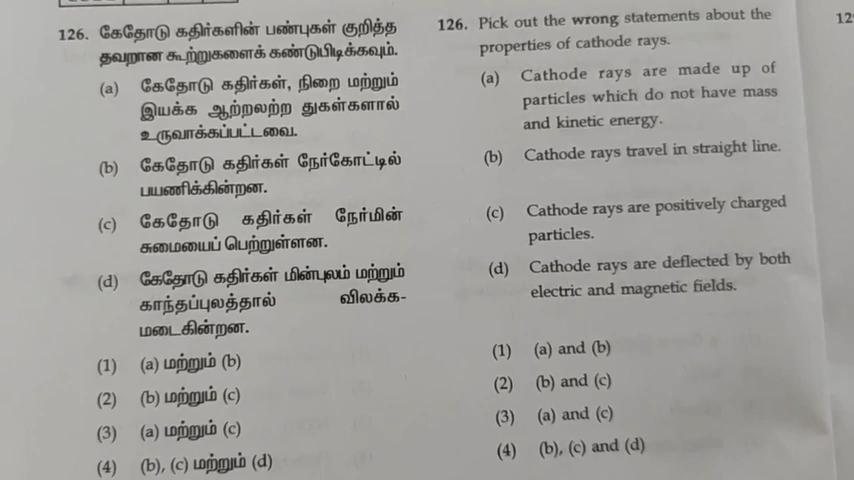 126. கேதோடு கதிர்களின் பண்புகள் குறித்த
தவறான கூற்றுகளைக் கண்டுபிடிக்கவும்.
(a) கேதோடு கதிர்கள், நிறை மற்றும்
இயக்க ஆற்றலற்ற துகள்களால்
உருவாக்கப்பட்டவை.
(b) கேதோடு கதிர்கள் நேர்கோட்டில்
பயணிக்கின்றன.
(c) கேதோடு கதிர்கள் நேர்மின்
சுமையைப் பெற்றுள்ளன.
(d) கேதோடு கதிர்கள் மின்புலம் மற்றும்
காந்தப்புலத்தால் விலக்க-
மடைகின்றன.
(1) (a) மற்றும் (b)
(2) (b) மற்றும் (c)
(3) (a) மற்றும் (c)
(4) (b), (c) மற்றும் (d)
126. Pick out the wrong statements about the
properties of cathode rays.
(a) Cathode rays are made up of
particles which do not have mass
and kinetic energy.
(b) Cathode rays travel in straight line.
(c) Cathode rays are positively charged
particles.
(d) Cathode rays are deflected by both
electric and magnetic fields.
(1) (a) and (b)
(2) (b) and (c)
(3) (a) and (c)
(4) (b), (c) and (d)